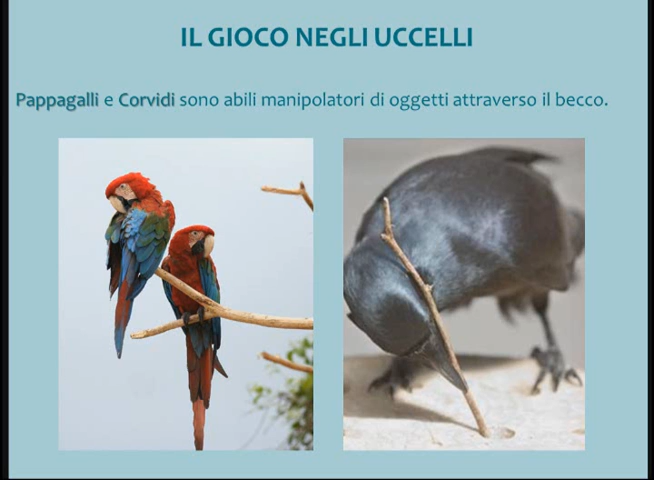 IL GIOCO NEGLI UCCELLI
Pappagalli e Corvidi sono abili manipolatori di oggetti attraverso il becco.